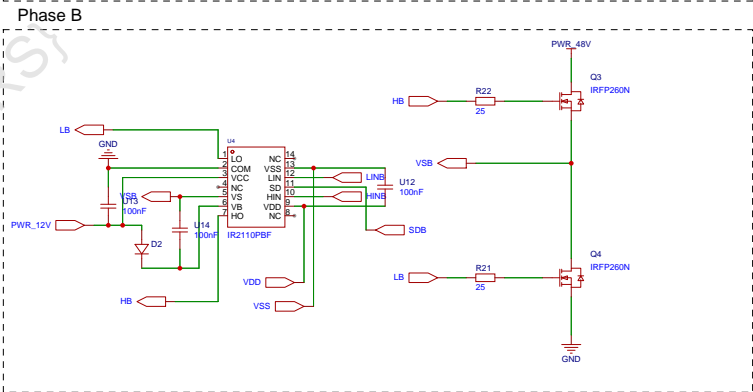 Phase B
RS}
PWR_48V
Q3
IRFP260N
R22
25
HB
VSB
LB
GND
U4
1 LO
2 COM
3 VCC
4 NC
5 VS
6 VB
7 HO
NC 14
VSS 13
LIN 12
SD 11
HIN 10
VDD 9
NC 8
IR2110PBF
LINB
HINB
U12
100nF
SDB
VSB
U13
100nF
U14
100nF
PWR_12V
D2
HB
VDD
VSS
Q4
IRFP260N
R21
25
LB
GND